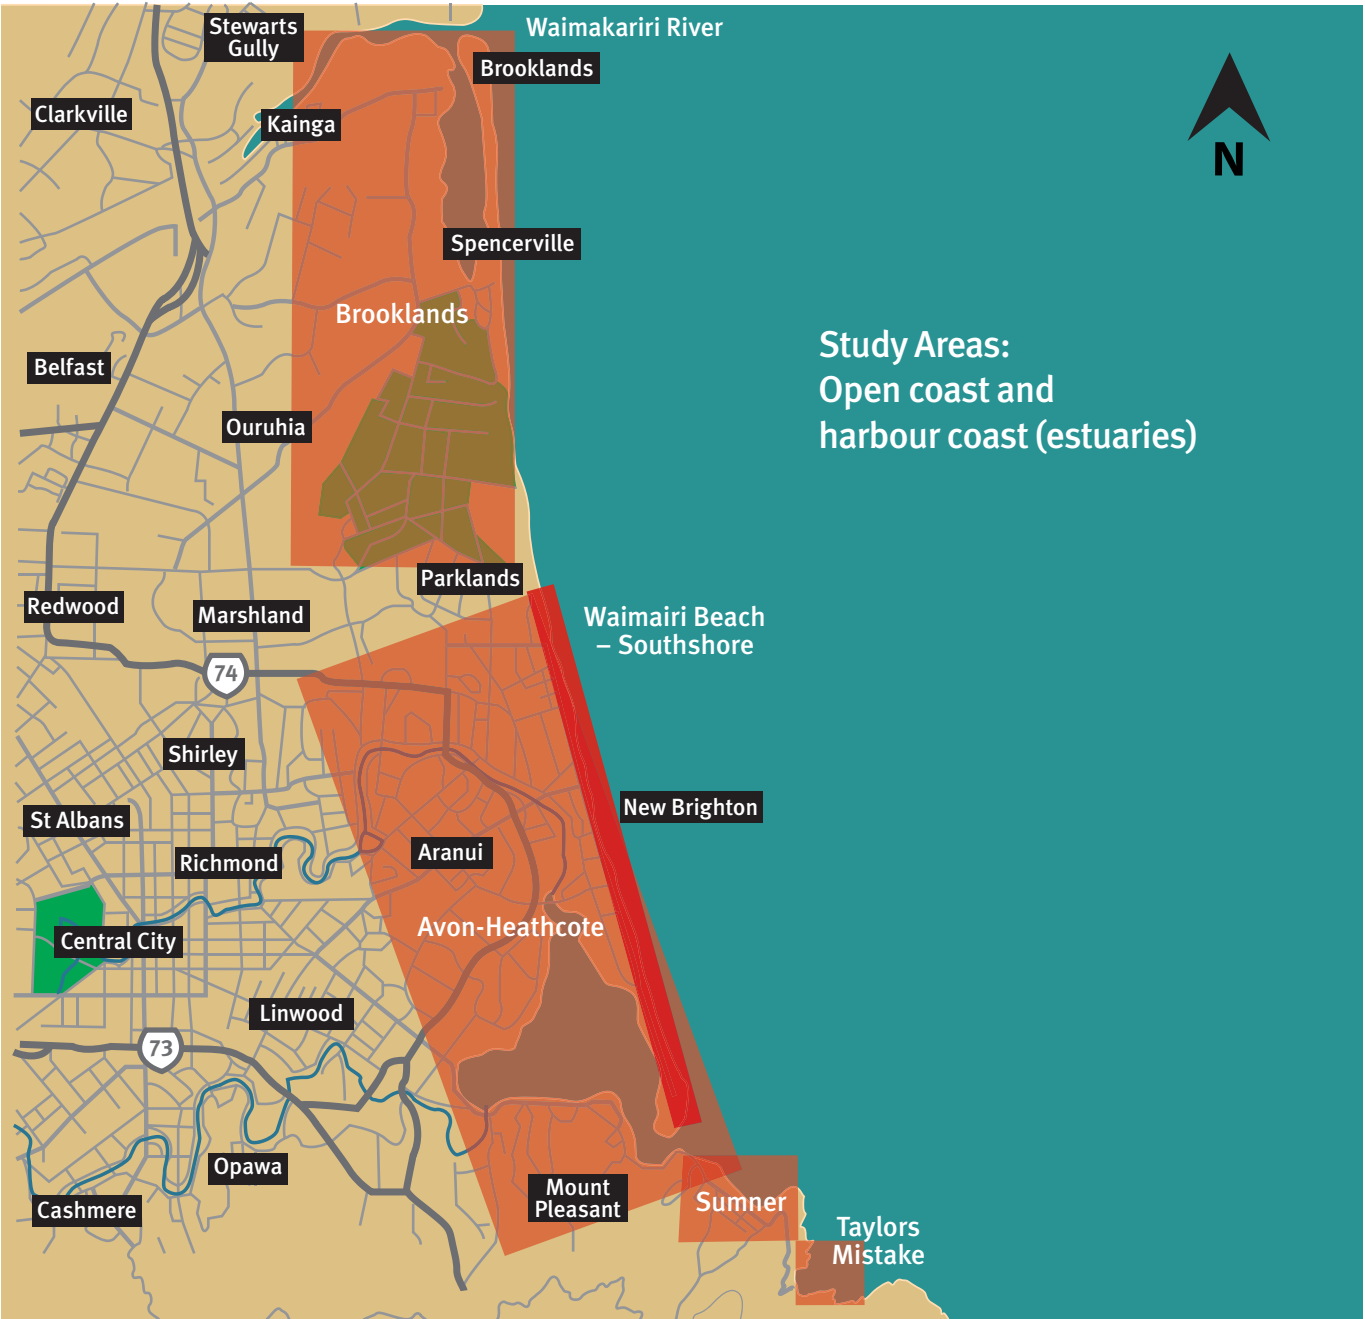 Stewarts
Gully
Waimakariri River
Brooklands
Clarkville
Kainga
N
Spencerville
Brooklands
Study Areas:
Open coast and
harbour coast (estuaries)
Belfast
Ouruhia
Parklands
Redwood
Marshland
Waimairi Beach
– Southshore
74
Shirley
New Brighton
St Albans
Richmond
Aranui
Avon-Heathcote
Central City
Linwood
73
Opawa
Mount
Pleasant
Sumner
Cashmere
Taylors
Mistake